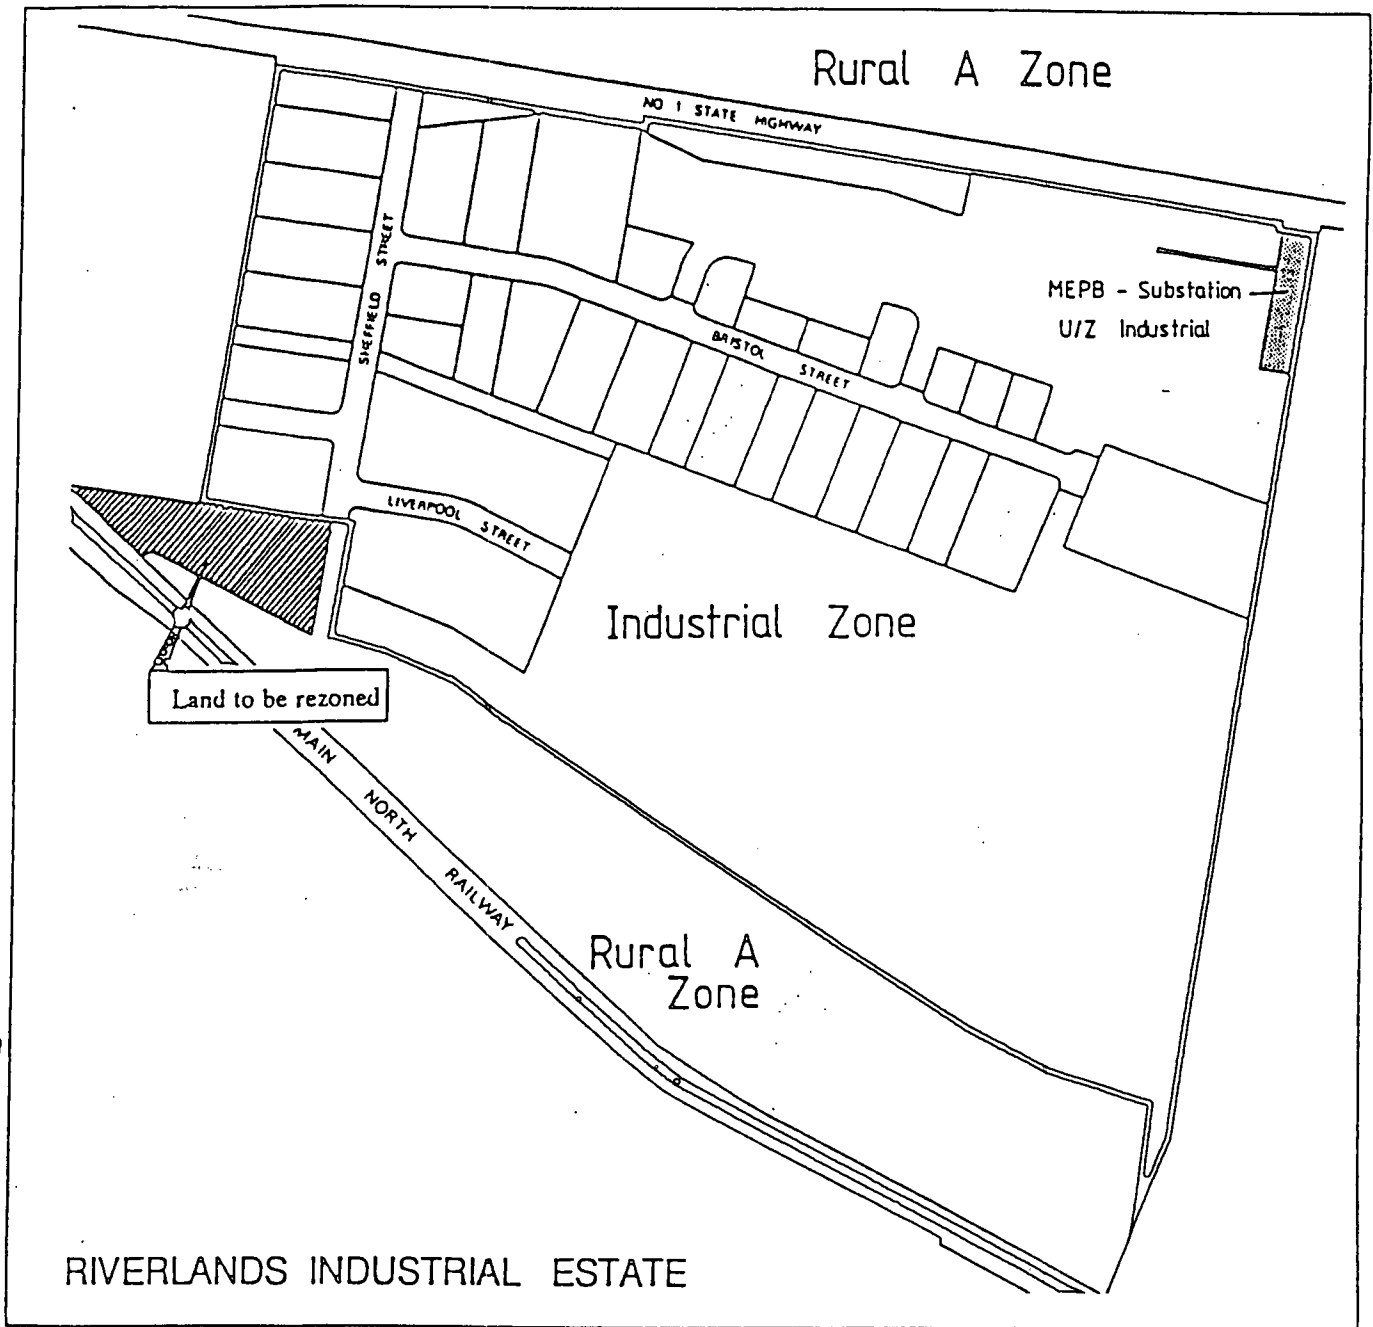 Rural A Zone
NO 1 STATE HIGHWAY
SHEFFIELD STREET
MEPB - Substation
U/Z Industrial
BRISTOL STREET
LIVERPOOL STREET
Industrial Zone
Land to be rezoned
MAIN NORTH RAILWAY
Rural A
Zone
RIVERLANDS INDUSTRIAL ESTATE